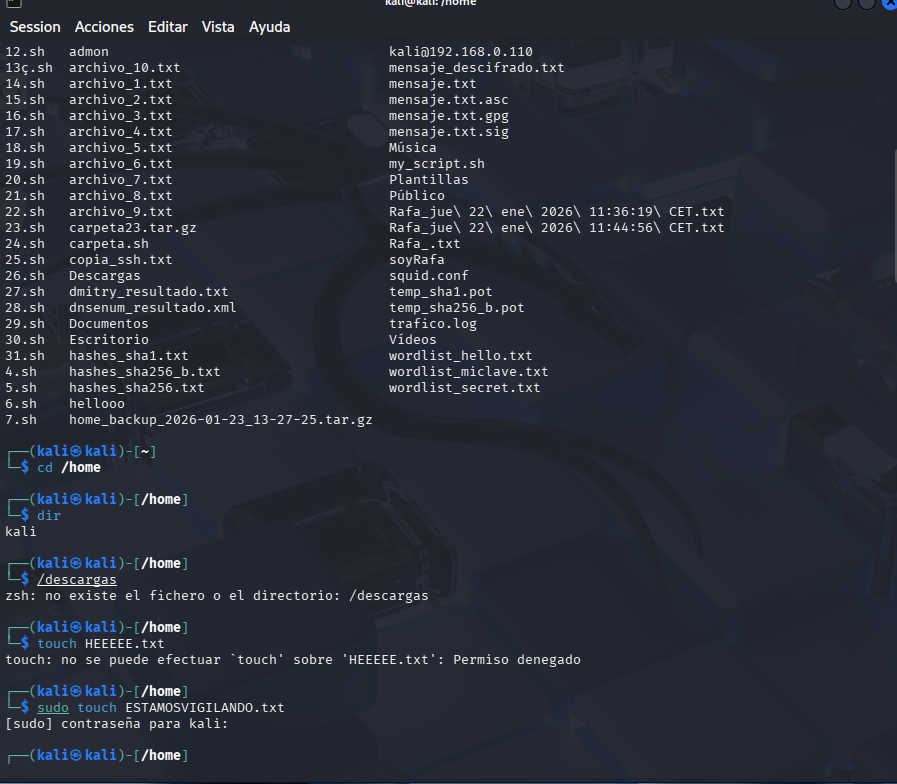 kali@kali: /home
Session Acciones Editar Vista Ayuda
12.sh admon kali@192.168.0.110
13ç.sh archivo_10.txt mensaje_descifrado.txt
14.sh archivo_1.txt mensaje.txt
15.sh archivo_2.txt mensaje.txt.asc
16.sh archivo_3.txt mensaje.txt.gpg
17.sh archivo_4.txt mensaje.txt.sig
18.sh archivo_5.txt Música
19.sh archivo_6.txt my_script.sh
20.sh archivo_7.txt Plantillas
21.sh archivo_8.txt Público
22.sh archivo_9.txt Rafa_jue\ 22\ ene\ 2026\ 11:36:19\ CET.txt
23.sh carpeta23.tar.gz Rafa_jue\ 22\ ene\ 2026\ 11:44:56\ CET.txt
24.sh carpeta.sh Rafa_.txt
25.sh copia_ssh.txt soyRafa
26.sh Descargas squid.conf
27.sh dmitry_resultado.txt temp_sha1.pot
28.sh dnsenum_resultado.xml temp_sha256_b.pot
29.sh Documentos trafico.log
30.sh Escritorio Vídeos
31.sh hashes_sha1.txt wordlist_hello.txt
4.sh hashes_sha256_b.txt wordlist_miclave.txt
5.sh hashes_sha256.txt wordlist_secret.txt
6.sh hellooo
7.sh home_backup_2026-01-23_13-27-25.tar.gz
┌──(kali㉿kali)-[~]
└─$ cd /home
┌──(kali㉿kali)-[/home]
└─$ dir
kali
┌──(kali㉿kali)-[/home]
└─$ /descargas
zsh: no existe el fichero o el directorio: /descargas
┌──(kali㉿kali)-[/home]
└─$ touch HEEEEE.txt
touch: no se puede efectuar `touch' sobre 'HEEEEE.txt': Permiso denegado
┌──(kali㉿kali)-[/home]
└─$ sudo touch ESTAMOSVIGILANDO.txt
[sudo] contraseña para kali:
┌──(kali㉿kali)-[/home]